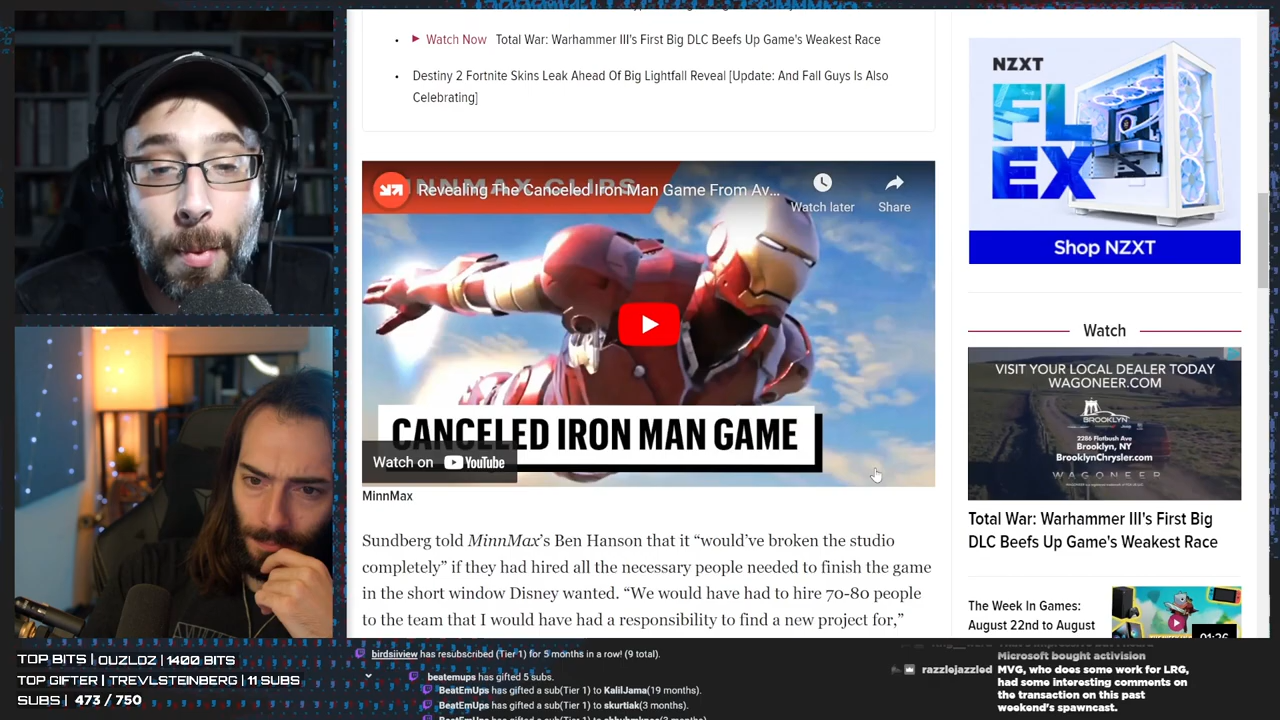 Watch Now Total War: Warhammer III's First Big DLC Beefs Up Game's Weakest Race
Destiny 2 Fortnite Skins Leak Ahead Of Big Lightfall Reveal [Update: And Fall Guys Is Also
Celebrating]
Revealing The Canceled Iron Man Game From Av...
Watch later
Share
CANCELED IRON MAN GAME
Watch on YouTube
MinnMax
Sundberg told MinnMax's Ben Hanson that it “would've broken the studio
completely” if they had hired all the necessary people needed to finish the game
in the short window Disney wanted. “We would have had to hire 70-80 people
to the team that I would have had a responsibility to find a new project for,”
NZXT
FL
EX
Shop NZXT
Watch
VISIT YOUR LOCAL DEALER TODAY
WAGONEER.COM
BROOKLYN
2286 Flatbush Ave
Brooklyn, NY
BrooklynChrysler.com
WAGONEER
Total War: Warhammer III's First Big
DLC Beefs Up Game's Weakest Race
The Week In Games:
August 22nd to August
01:26
TOP BITS | OUZLDZ | 1400 BITS
TOP GIFTER | TREVLSTEINBERG | 11 SUBS
SUBS | 473 / 750
birdsiiview has resubscribed (Tier 1) for 5 months in a row! (9 total).
beatemups has gifted 5 subs.
BeatEmUps has gifted a sub(Tier 1) to KalilJama(19 months).
BeatEmUps has gifted a sub(Tier 1) to skurtiak(3 months).
razzlejazzled
Microsoft bought activision
MVG, who does some work for LRG,
had some interesting comments on
the transaction on this past
weekend's spawncast.